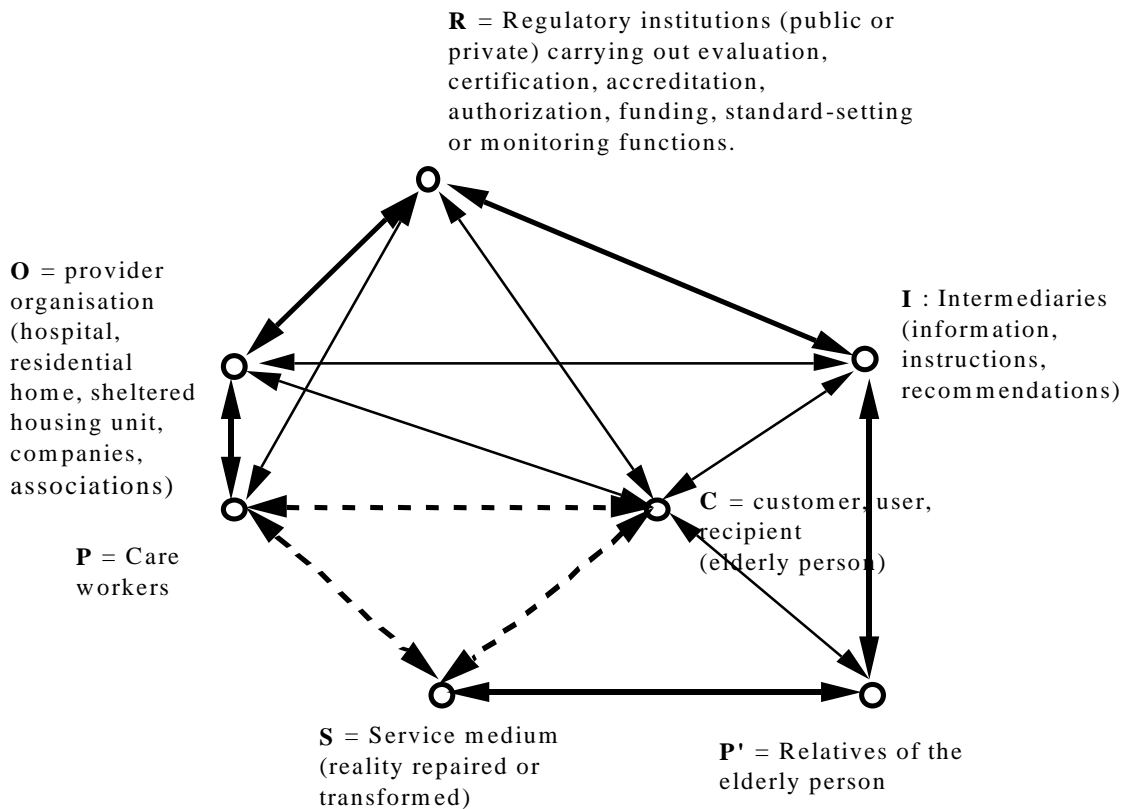 R = Regulatory institutions (public or
private) carrying out evaluation,
certification, accreditation,
authorization, funding, standard-setting
or monitoring functions.
O = provider
organisation
(hospital,
residential
home, sheltered
housing unit,
companies,
associations)
I : Intermediaries
(information,
instructions,
recommendations)
C = customer, user,
recipient
(elderly person)
P = Care
workers
S = Service medium
(reality repaired or
transformed)
P' = Relatives of the
elderly person